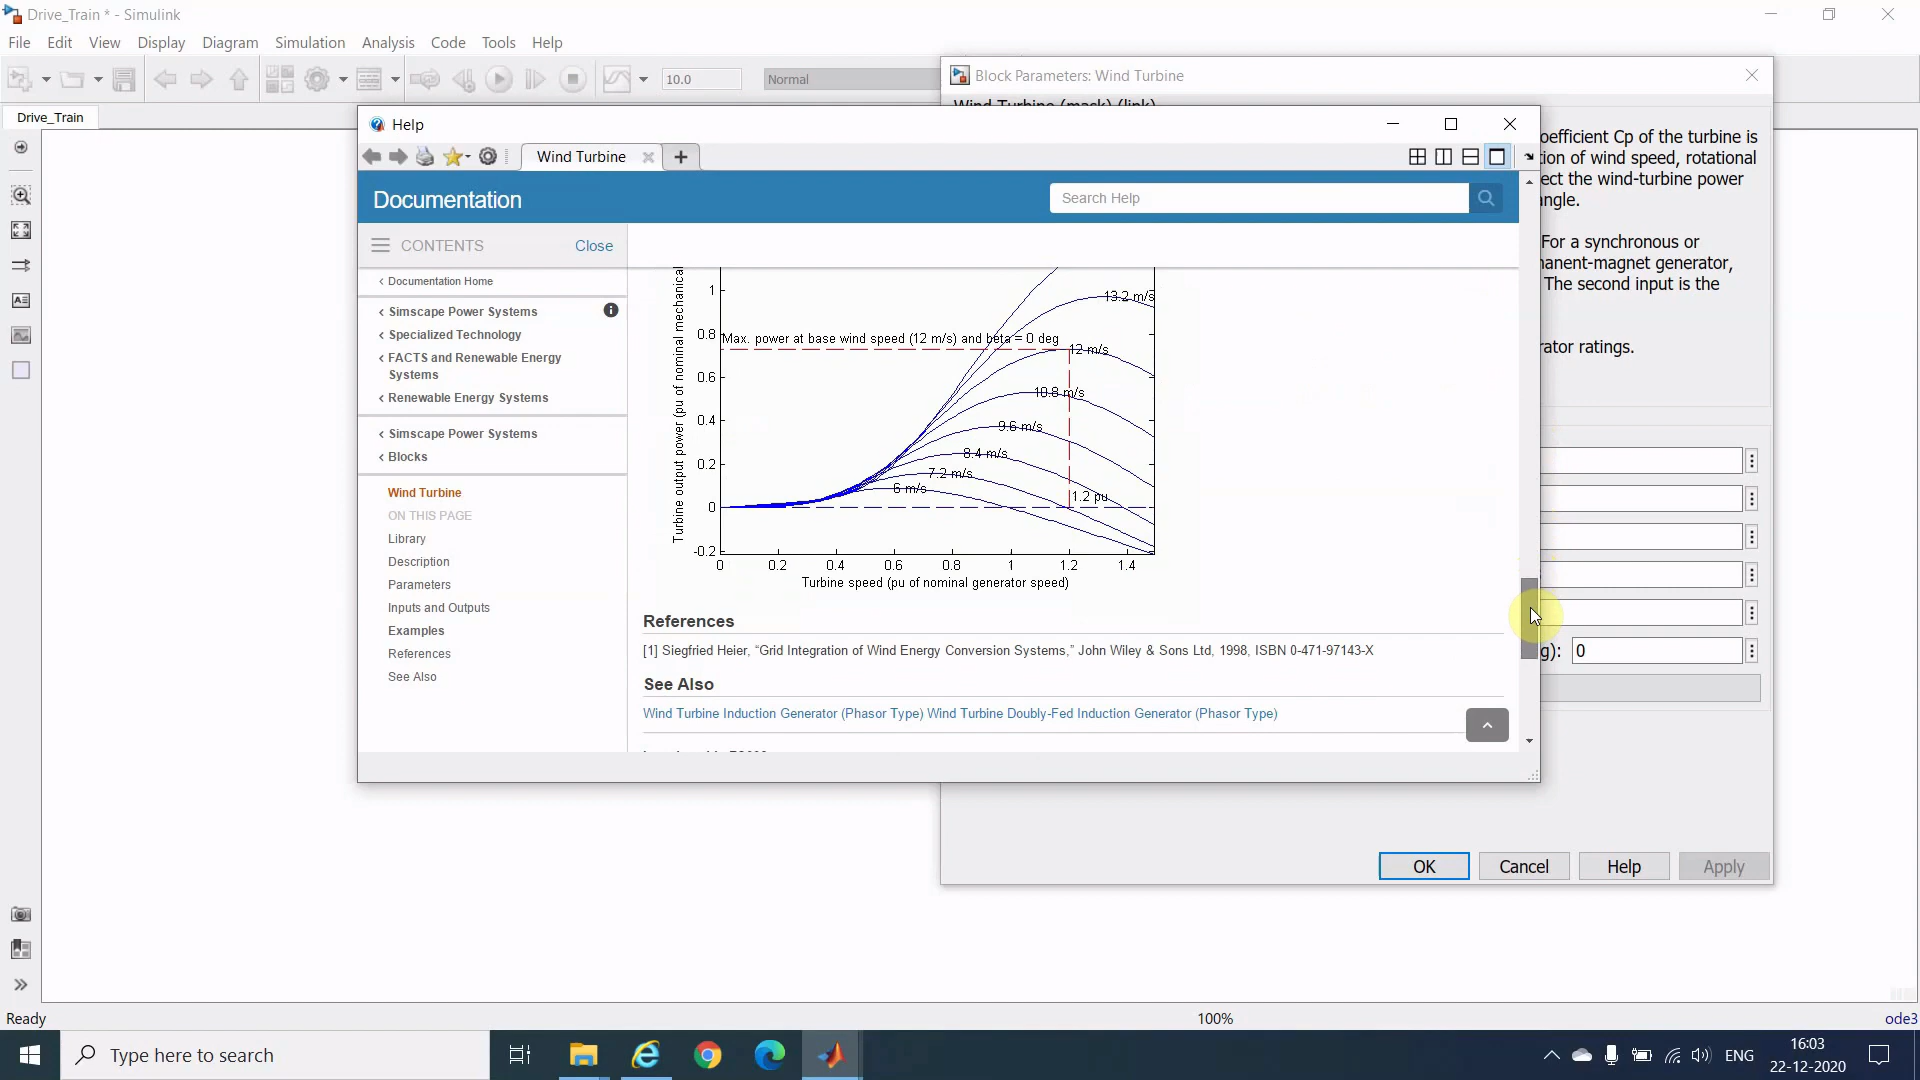 Drive_Train * - Simulink
File Edit View Display Diagram Simulation Analysis Code Tools Help
10.0
Normal
Drive_Train
Block Parameters: Wind Turbine
Wind Turbine (mask) (link)
oefficient Cp of the turbine is
tion of wind speed, rotational
ect the wind-turbine power
angle.
For a synchronous or
manent-magnet generator,
The second input is the
rator ratings.
g): 0
OK Cancel Help Apply
Help
Wind Turbine
Documentation
Search Help
CONTENTS Close
Documentation Home
Simscape Power Systems
Specialized Technology
FACTS and Renewable Energy
Systems
Renewable Energy Systems
Simscape Power Systems
Blocks
Wind Turbine
ON THIS PAGE
Library
Description
Parameters
Inputs and Outputs
Examples
References
See Also
Turbine output power (pu of nominal mechanical
1
0.8
0.6
0.4
0.2
0
-0.2
13.2 m/s
Max. power at base wind speed (12 m/s) and beta = 0 deg
12 m/s
10.8 m/s
9.6 m/s
8.4 m/s
7.2 m/s
6 m/s
1.2 pu
0 0.2 0.4 0.6 0.8 1 1.2 1.4
Turbine speed (pu of nominal generator speed)
References
[1] Siegfried Heier, “Grid Integration of Wind Energy Conversion Systems,” John Wiley & Sons Ltd, 1998, ISBN 0-471-97143-X
See Also
Wind Turbine Induction Generator (Phasor Type) Wind Turbine Doubly-Fed Induction Generator (Phasor Type)
Ready
100%
ode3
Type here to search
ENG
16:03
22-12-2020